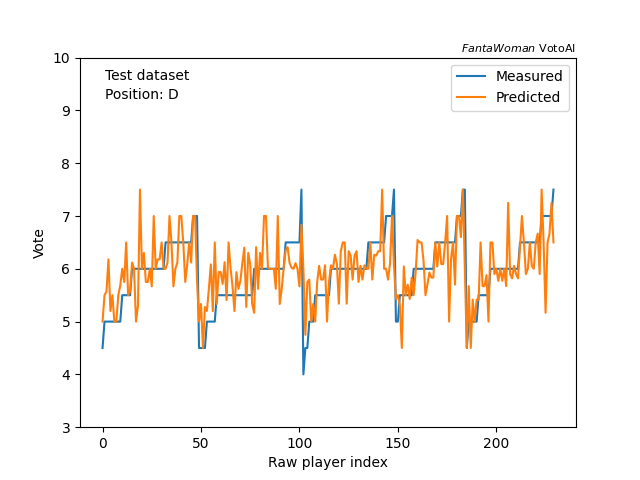 FantaWoman VotoAI
Test dataset
Position: D
Measured
Predicted
10
9
8
7
6
5
4
3
Vote
0 50 100 150 200
Raw player index